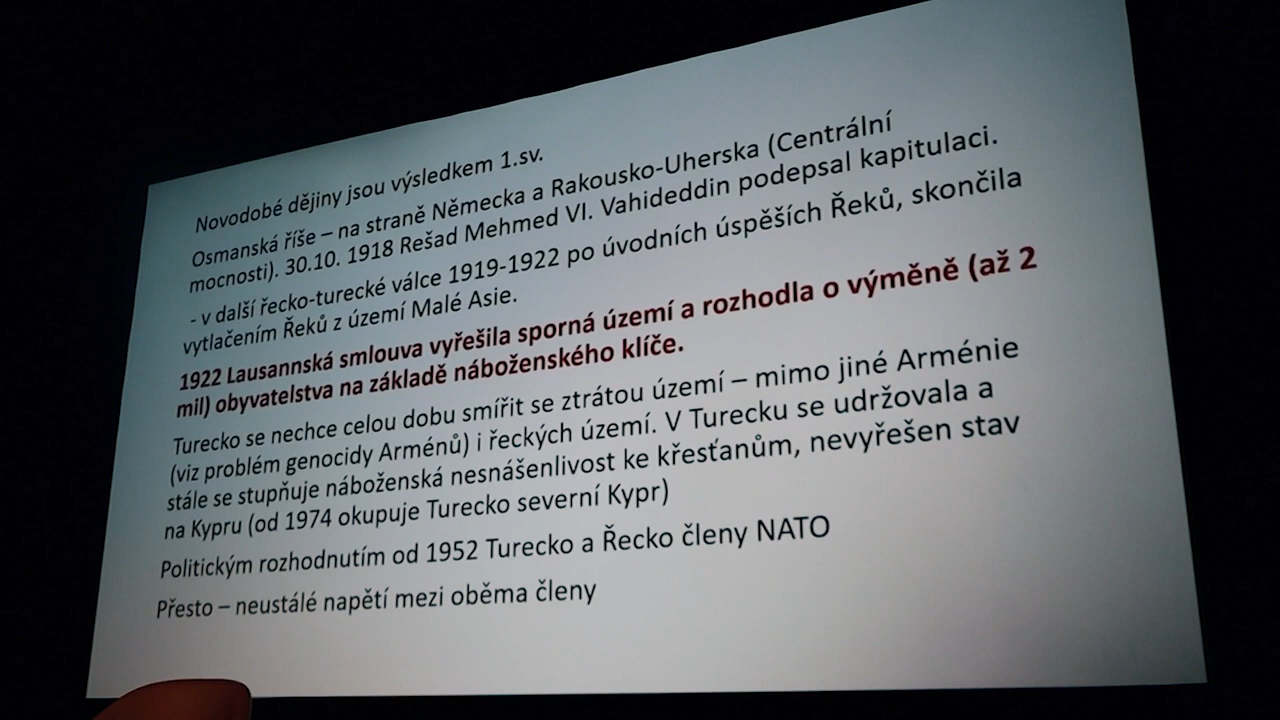 Novodobé dějiny jsou výsledkem 1.sv.
Osmanská říše – na straně Německa a Rakousko-Uherska (Centrální
mocnosti). 30.10. 1918 Rešad Mehmed VI. Vahideddin podepsal kapitulaci.
- v další řecko-turecké válce 1919-1922 po úvodních úspěších Řeků, skončila
vytlačením Řeků z území Malé Asie.
1922 Lausannská smlouva vyřešila sporná území a rozhodla o výměně (až 2
mil) obyvatelstva na základě náboženského klíče.
Turecko se nechce celou dobu smířit se ztrátou území – mimo jiné Arménie
(viz problém genocidy Arménů) i řeckých území. V Turecku se udržovala a
stále se stupňuje náboženská nesnášenlivost ke křesťanům, nevyřešen stav
na Kypru (od 1974 okupuje Turecko severní Kypr)
Politickým rozhodnutím od 1952 Turecko a Řecko členy NATO
Přesto – neustálé napětí mezi oběma členy